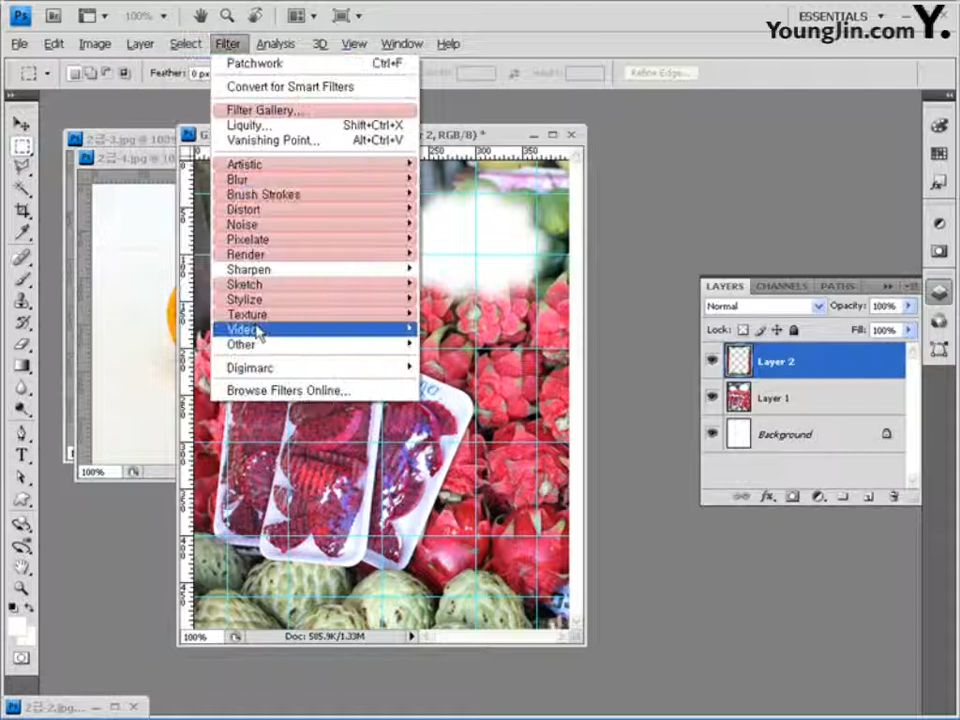 Ps Br 100% ESSENTIALS
YoungJin.com Y.
File Edit Image Layer Select Filter Analysis 3D View Window Help
Feather: 0 px
Refine Edge...
Patchwork Ctrl+F
Convert for Smart Filters
Filter Gallery...
Liquify... Shift+Ctrl+X
Vanishing Point... Alt+Ctrl+V
Artistic
Blur
Brush Strokes
Distort
Noise
Pixelate
Render
Sharpen
Sketch
Stylize
Texture
Video
Other
Digimarc
Browse Filters Online...
2급-3.jpg @ 100%
2급-4.jpg @ 100%
2, RGB/8) *
250 300 350
LAYERS CHANNELS PATHS
Normal Opacity: 100%
Lock: Fill: 100%
Layer 2
Layer 1
Background
100%
100% Doc: 585.9K/1.33M
2급-2.jpg...